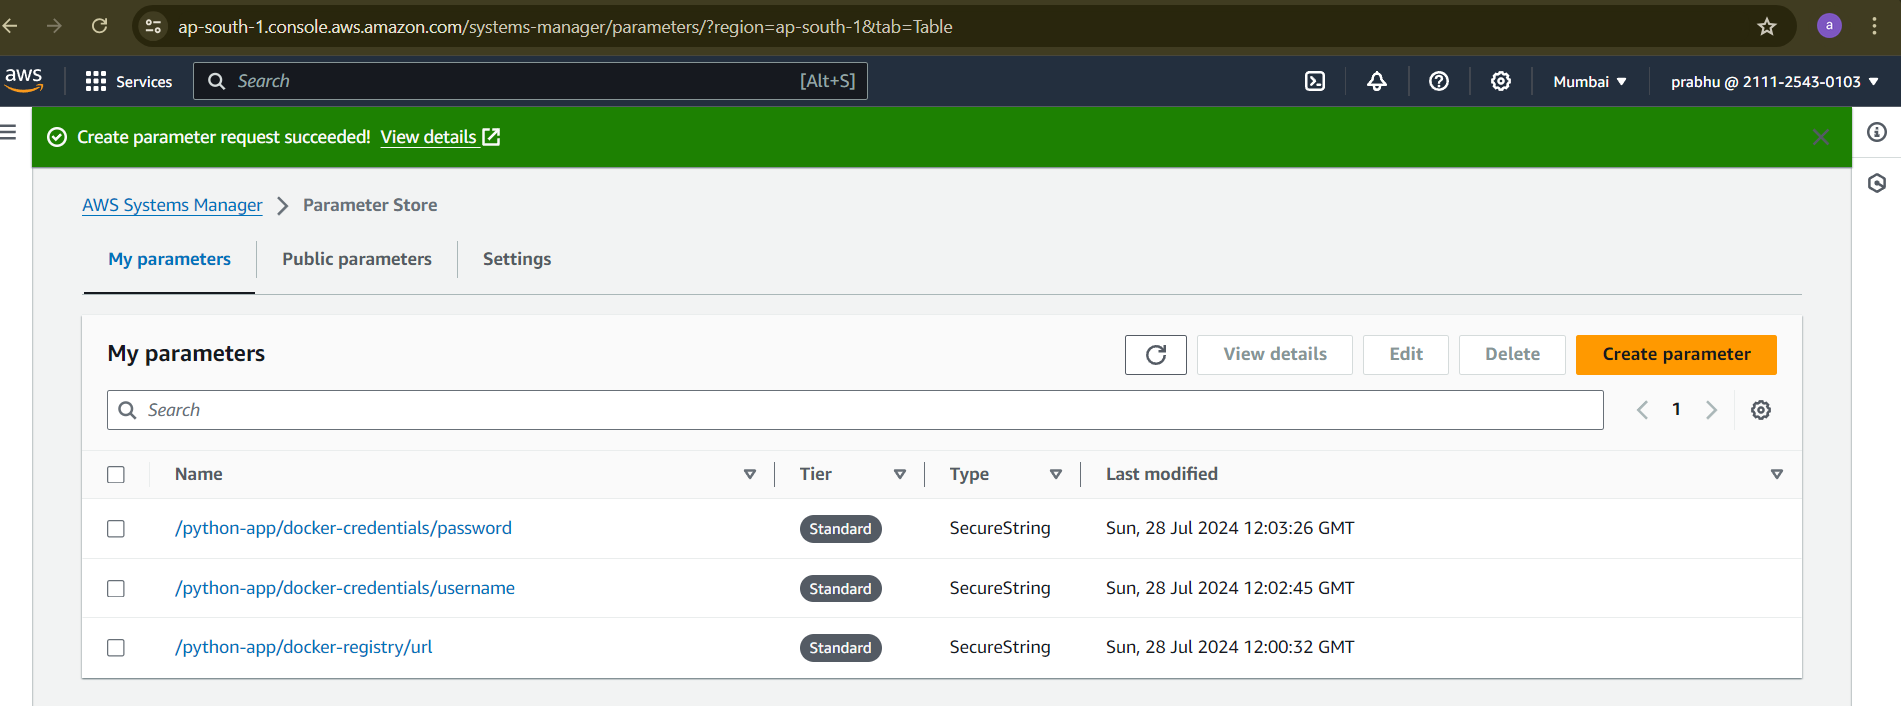 ap-south-1.console.aws.amazon.com/systems-manager/parameters/?region=ap-south-1&tab=Table
a
aws
Services
Search
[Alt+S]
Mumbai
prabhu @ 2111-2543-0103
Create parameter request succeeded! View details
AWS Systems Manager
Parameter Store
My parameters
Public parameters
Settings
My parameters
View details
Edit
Delete
Create parameter
Search
1
Name Tier Type Last modified
/python-app/docker-credentials/password Standard SecureString Sun, 28 Jul 2024 12:03:26 GMT
/python-app/docker-credentials/username Standard SecureString Sun, 28 Jul 2024 12:02:45 GMT
/python-app/docker-registry/url Standard SecureString Sun, 28 Jul 2024 12:00:32 GMT